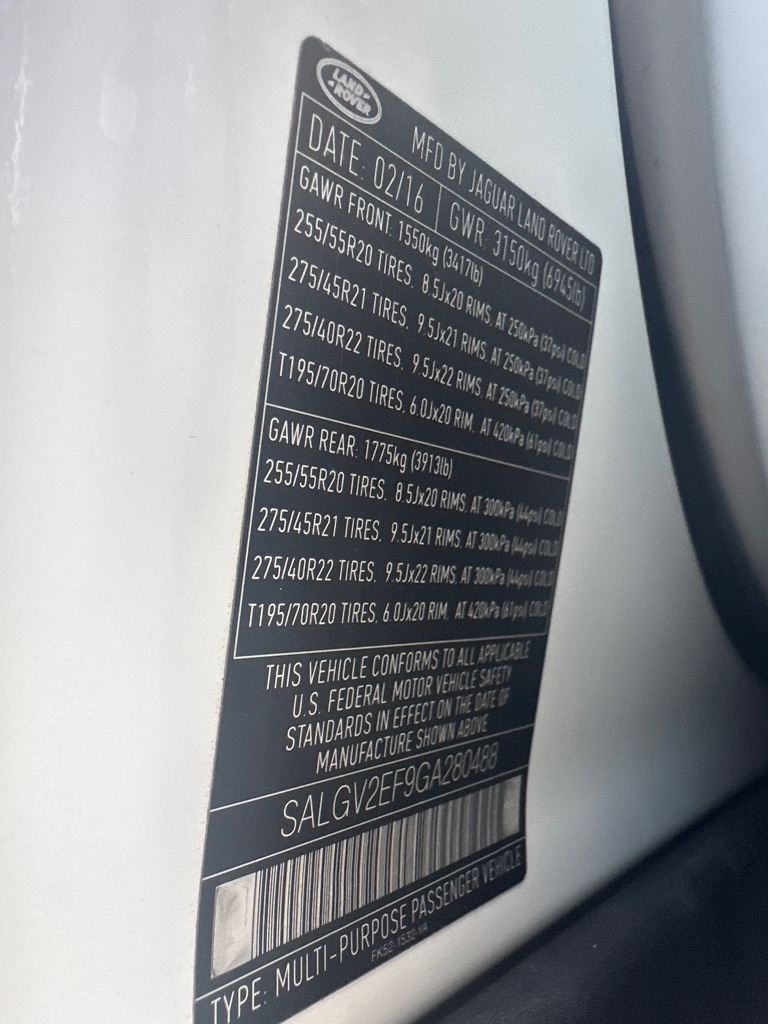 LAND ROVER
MFD BY JAGUAR LAND ROVER LTD
DATE: 02/16 GWR: 3150kg (6945lb)
GAWR FRONT: 1550kg (3417lb)
255/55R20 TIRES, 8.5Jx20 RIMS, AT 250kPa (37psi) COLD
275/45R21 TIRES, 9.5Jx21 RIMS, AT 250kPa (37psi) COLD
275/40R22 TIRES, 9.5Jx22 RIMS, AT 250kPa (37psi) COLD
T195/70R20 TIRES, 6.0Jx20 RIM, AT 420kPa (61psi) COLD
GAWR REAR: 1775kg (3913lb)
255/55R20 TIRES, 8.5Jx20 RIMS, AT 300kPa (44psi) COLD
275/45R21 TIRES, 9.5Jx21 RIMS, AT 300kPa (44psi) COLD
275/40R22 TIRES, 9.5Jx22 RIMS, AT 300kPa (44psi) COLD
T195/70R20 TIRES, 6.0Jx20 RIM, AT 420kPa (61psi) COLD
THIS VEHICLE CONFORMS TO ALL APPLICABLE
U.S. FEDERAL MOTOR VEHICLE SAFETY
STANDARDS IN EFFECT ON THE DATE OF
MANUFACTURE SHOWN ABOVE
SALGV2EF9GA280488
TYPE: MULTI-PURPOSE PASSENGER VEHICLE
FK52-1532-YA